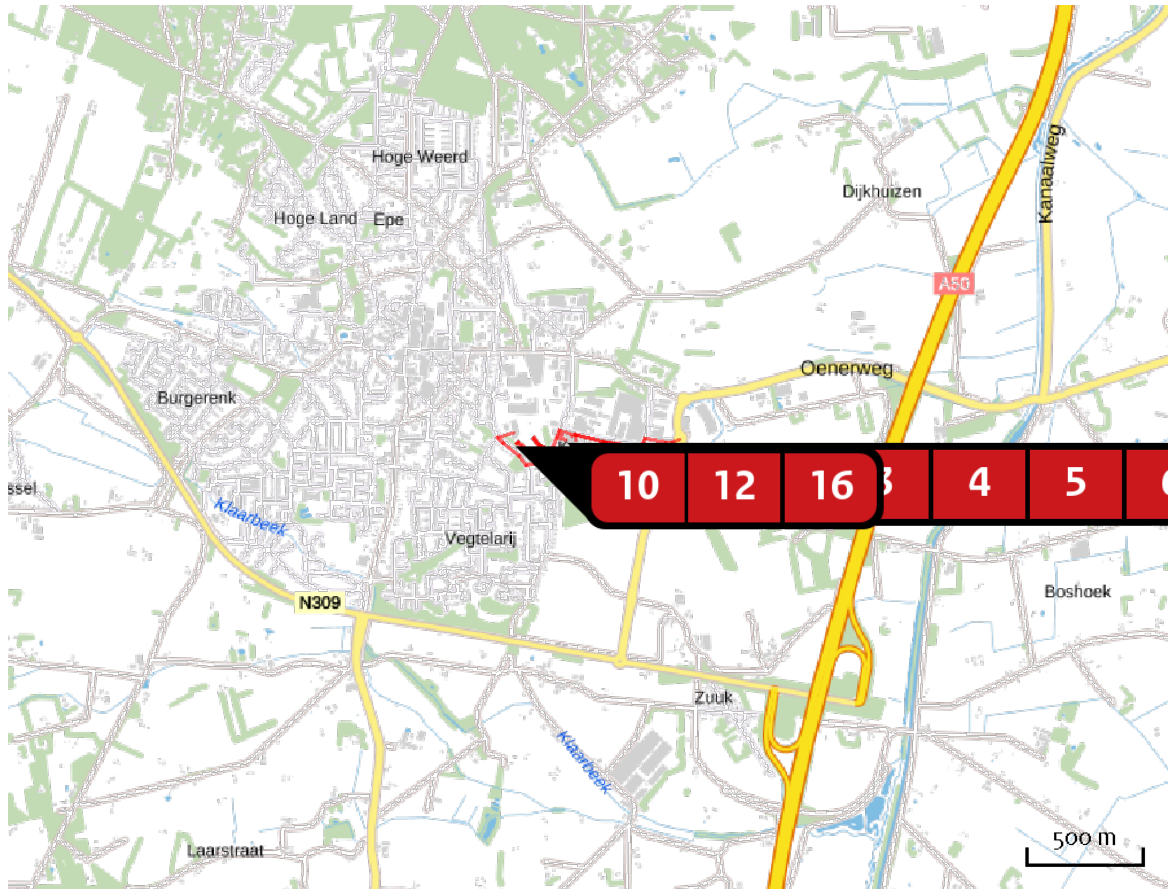 Hoge Weerd
Kanaalweg
Dijkhuizen
Hoge Land
Epe
A50
Oenerweg
Burgerenk
10
12
16
3
4
5
ssel
Klaarbeek
Vegtelarij
Boshoek
N309
Zuuk
Klaarbeek
500 m
Laarstraat